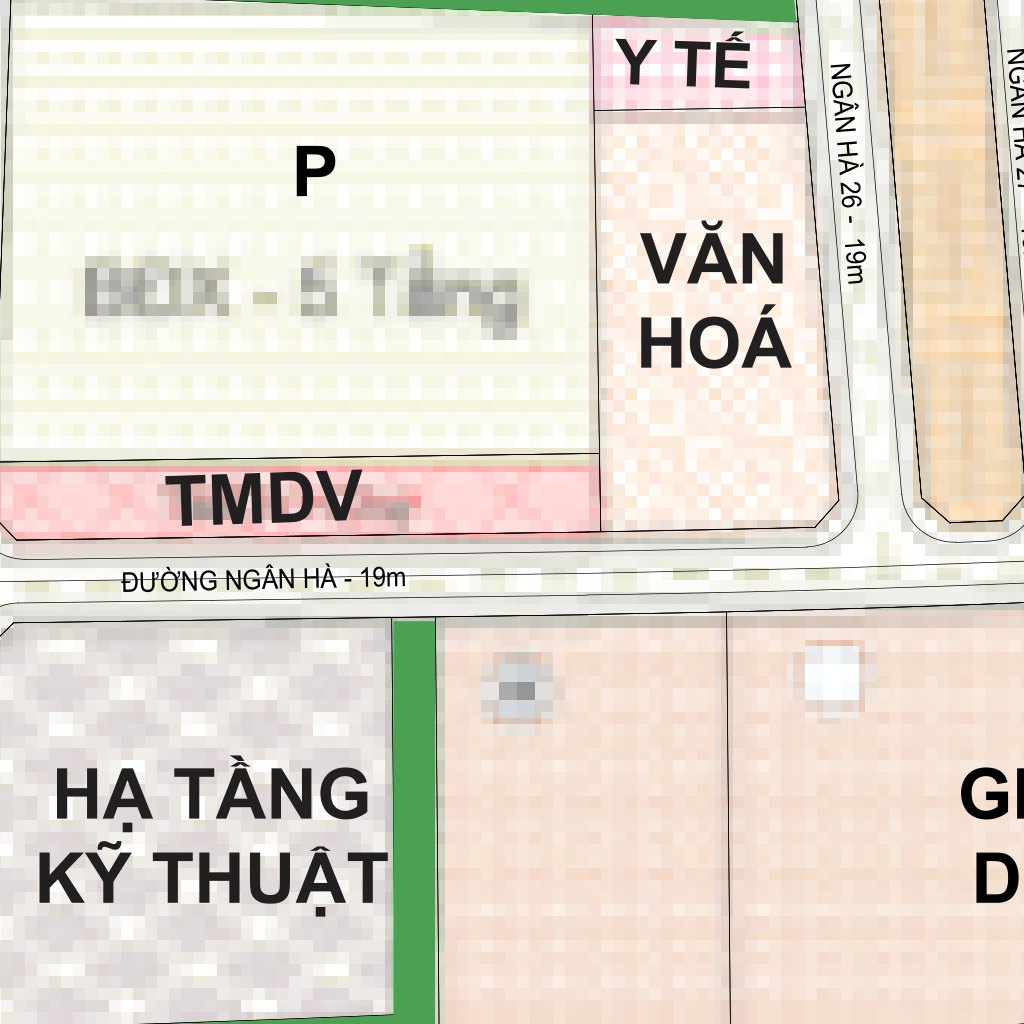 Y TẾ
P
VĂN
HOÁ
NGÂN HÀ 26 - 19m
TMDV
ĐƯỜNG NGÂN HÀ - 19m
HẠ TẦNG
KỸ THUẬT